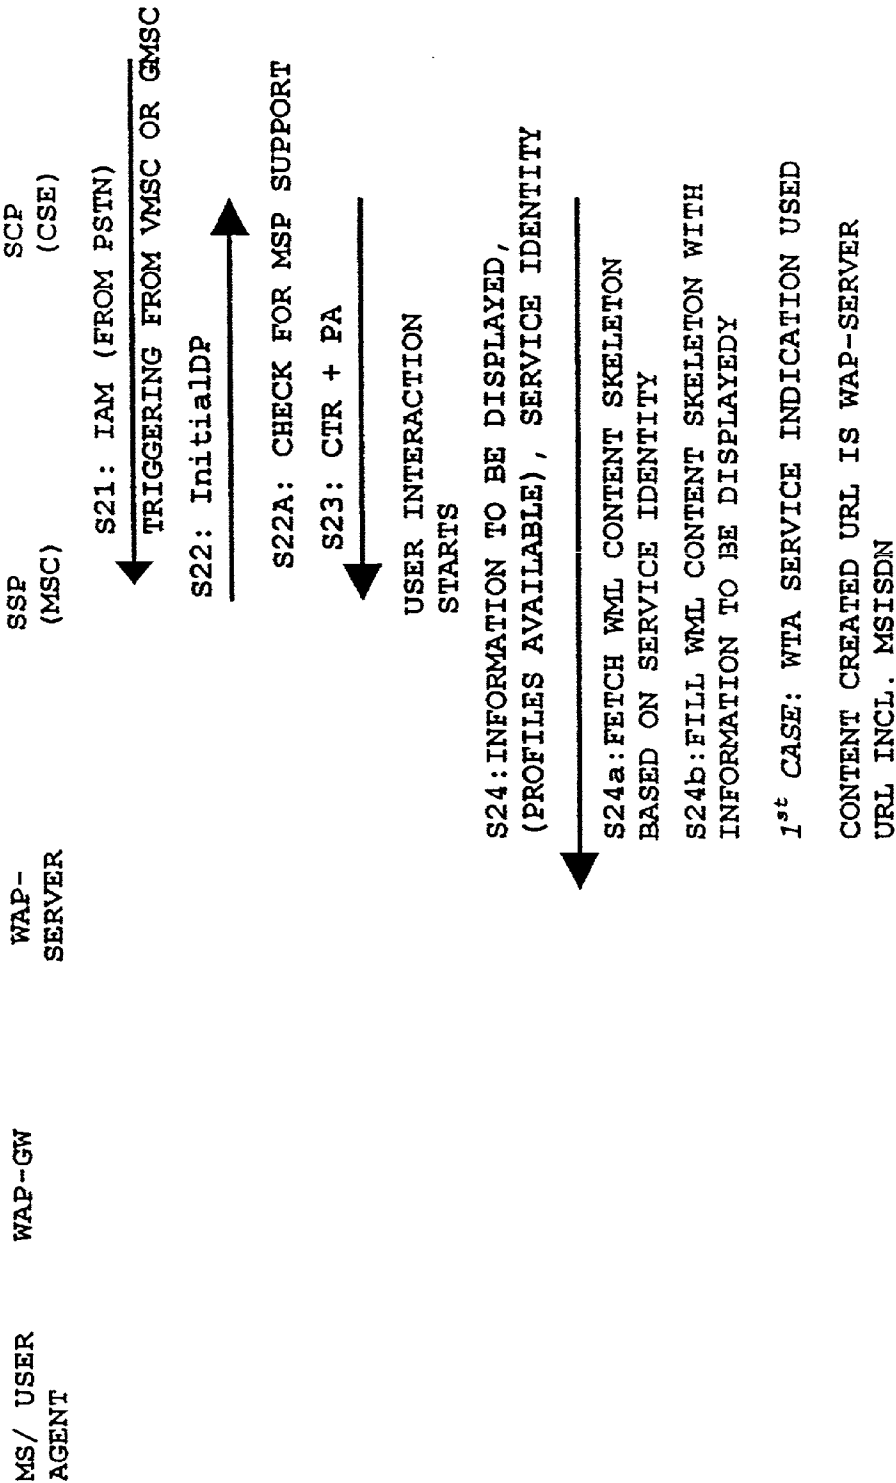 MS/ USER
AGENT
WAP-GW
WAP-
SERVER
SSP
(MSC)
SCP
(CSE)
S21: IAM (FROM PSTN)
TRIGGERING FROM VMSC OR GMSC
S22: InitialDP
S22A: CHECK FOR MSP SUPPORT
S23: CTR + PA
USER INTERACTION
STARTS
S24:INFORMATION TO BE DISPLAYED,
(PROFILES AVAILABLE), SERVICE IDENTITY
S24a:FETCH WML CONTENT SKELETON
BASED ON SERVICE IDENTITY
S24b:FILL WML CONTENT SKELETON WITH
INFORMATION TO BE DISPLAYEDY
1st CASE: WTA SERVICE INDICATION USED
CONTENT CREATED URL IS WAP-SERVER
URL INCL. MSISDN